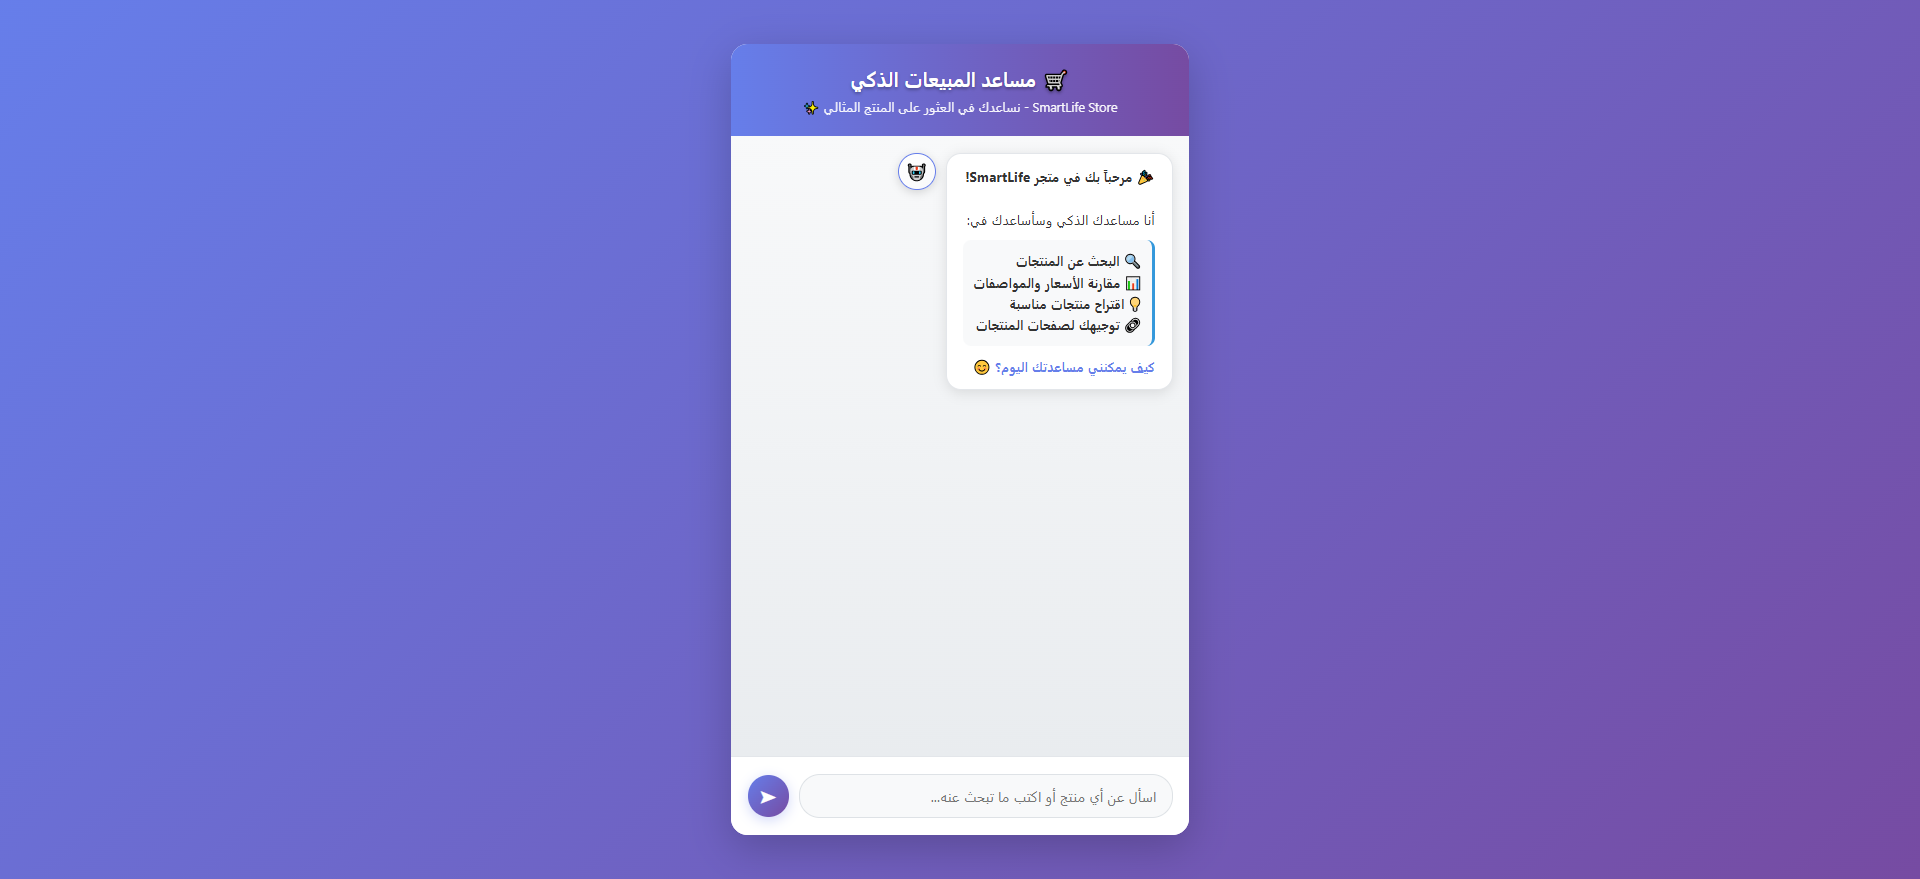 🛒 مساعد المبيعات الذكي
SmartLife Store - نساعدك في العثور على المنتج المثالي ✨
🎉 مرحباً بك في متجر SmartLife!
أنا مساعدك الذكي وسأساعدك في:
🔍 البحث عن المنتجات
📊 مقارنة الأسعار والمواصفات
💡 اقتراح منتجات مناسبة
🔗 توجيهك لصفحات المنتجات
كيف يمكنني مساعدتك اليوم؟ 😊
اسأل عن أي منتج أو اكتب ما تبحث عنه...